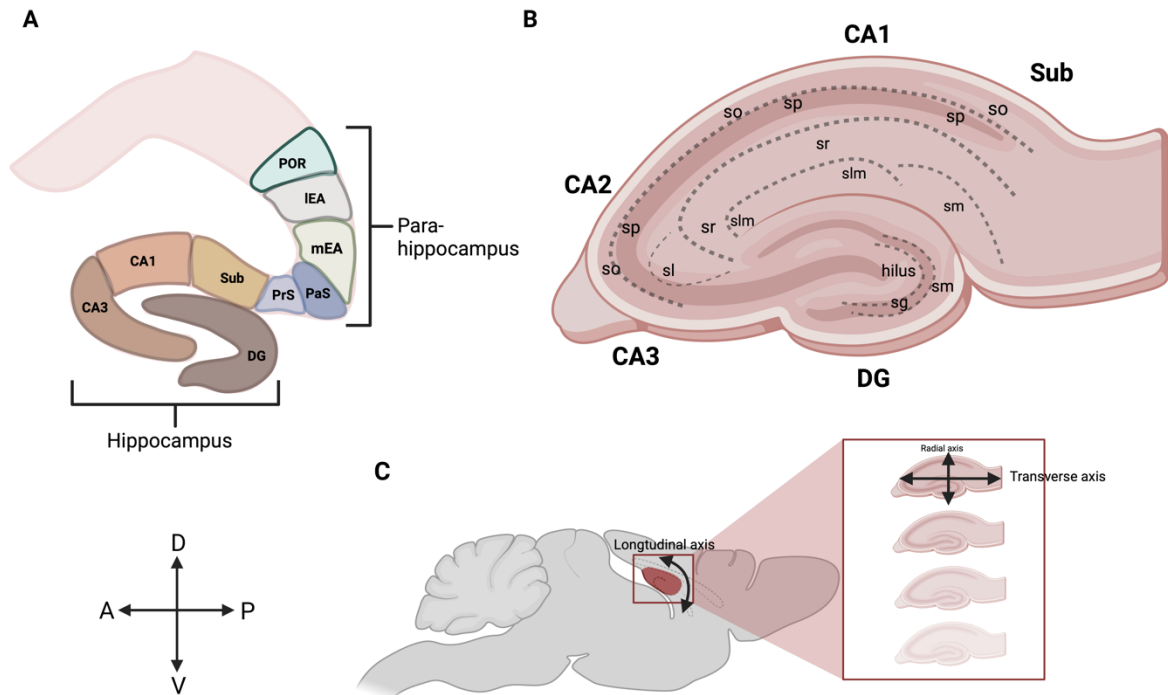 A
POR
lEA
mEA
CA1
Sub
PrS
PaS
CA3
DG
Para-
hippocampus
Hippocampus
D
A
P
V
B
CA1
Sub
so
sp
sp
so
sr
slm
CA2
sm
slm
sp
sr
so
sl
hilus
sm
sg
CA3
DG
C
Longtudinal axis
Radial axis
Transverse axis